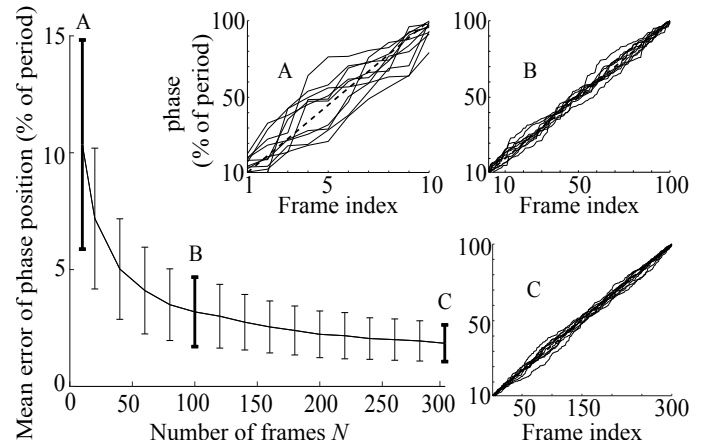 Mean error of phase position (% of period)
15
10
5
0
A
B
C
0
50
100
150
200
250
300
Number of frames N
phase
(% of period)
100
50
10
A
1
5
10
Frame index
100
50
10
B
10
50
100
Frame index
100
50
10
C
50
150
300
Frame index